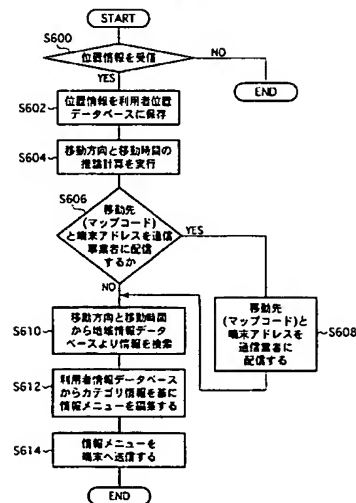 START
S600
位置情報を受信
NO
YES
END
S602
位置情報を利用者位置
データベースに保存
S604
移動方向と移動時間の
推論計算を実行
S606
移動先
(マップコード)
と端末アドレスを通信
事業者に配信
するか
YES
NO
移動先
(マップコード)と
端末アドレスを
通信業者に
配信する
S608
S610
移動方向と移動時間
から地域情報データ
ベースより情報を検索
S612
利用者情報データベース
からカテゴリ情報を基に
情報メニューを編集する
S614
情報メニューを
端末へ送信する
END